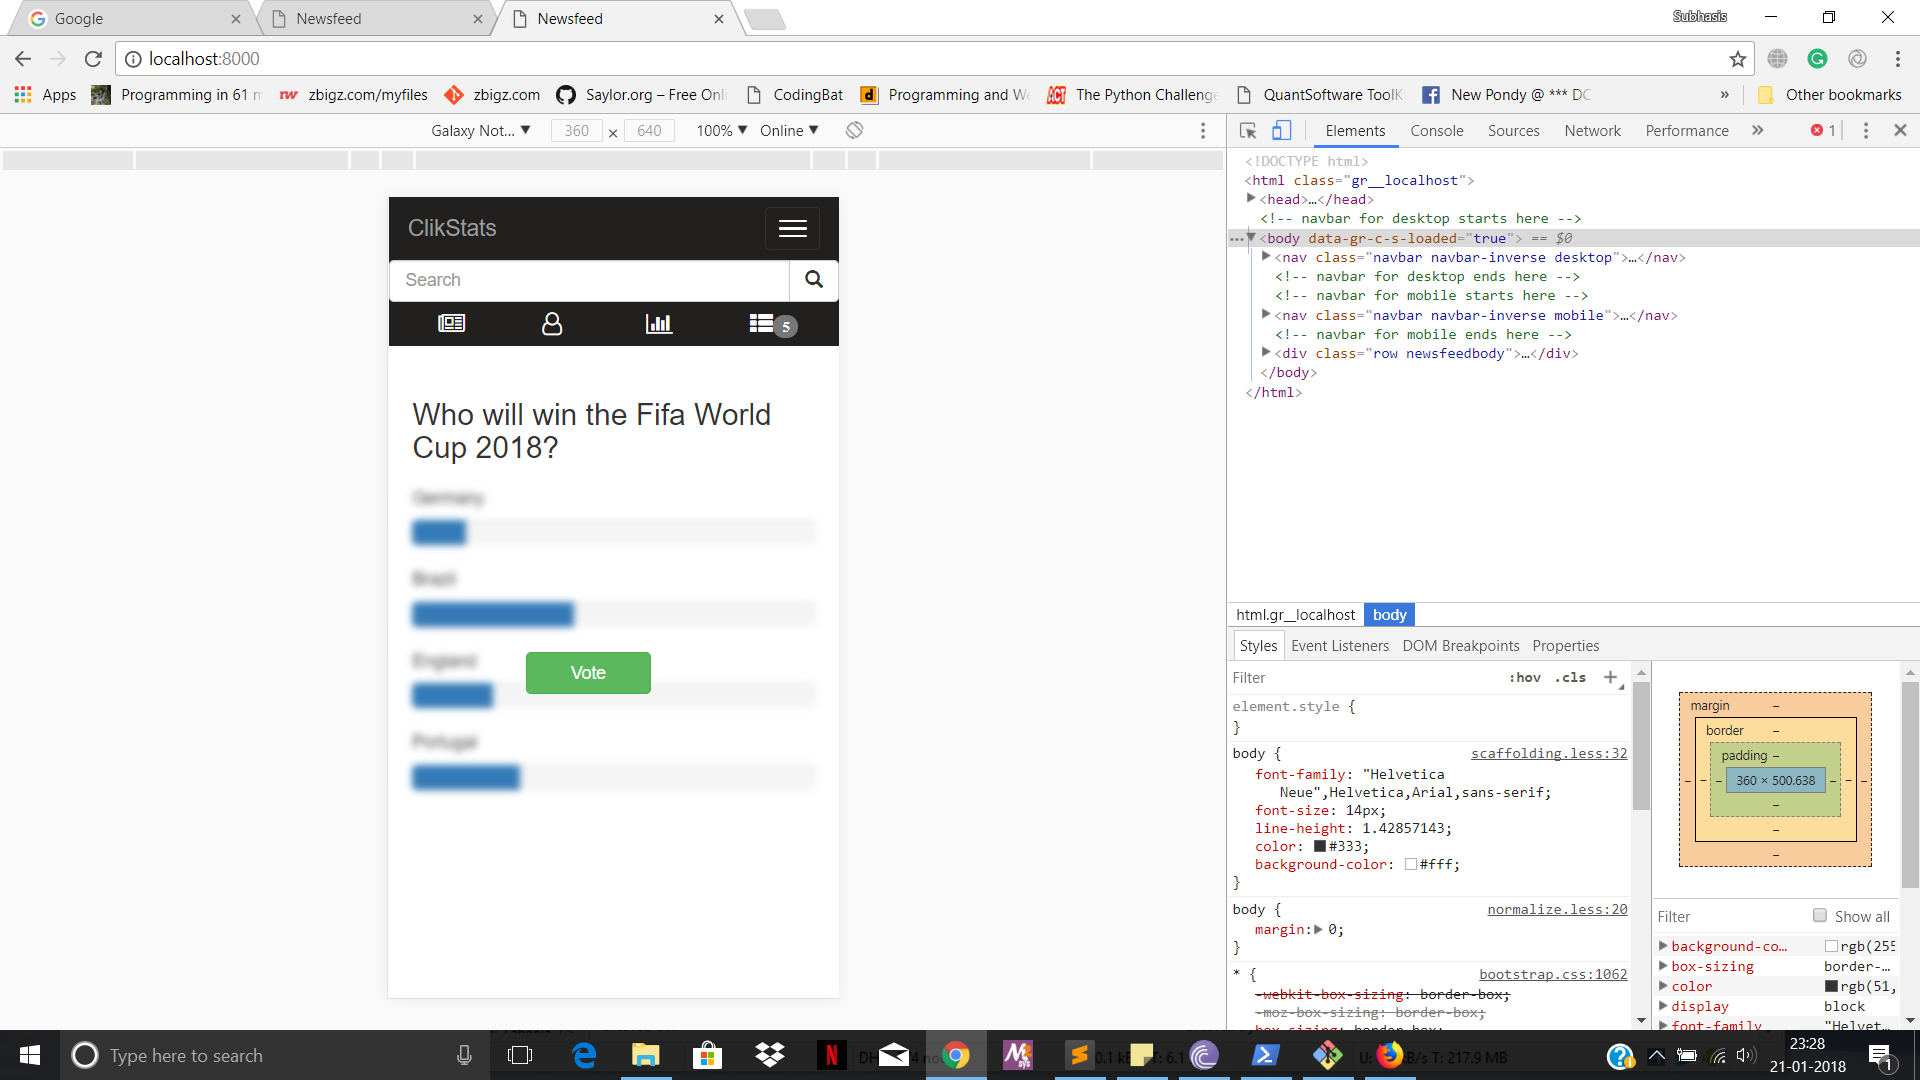 Google
Newsfeed
Newsfeed
Subhasis
localhost:8000
Apps
Programming in 61 m
zbigz.com/myfiles
zbigz.com
Saylor.org – Free Onli
CodingBat
Programming and We
The Python Challenge
QuantSoftware ToolKi
New Pondy @ *** DC
»
Other bookmarks
Galaxy Not... ▼
360 × 640
100% ▼
Online ▼
Elements
Console
Sources
Network
Performance
»
1
<!DOCTYPE html>
<html class="gr__localhost">
<head>…</head>
<!-- navbar for desktop starts here -->
<body data-gr-c-s-loaded="true"> == $0
<nav class="navbar navbar-inverse desktop">…</nav>
<!-- navbar for desktop ends here -->
<!-- navbar for mobile starts here -->
<nav class="navbar navbar-inverse mobile">…</nav>
<!-- navbar for mobile ends here -->
<div class="row newsfeedbody">…</div>
</body>
</html>
ClikStats
Search
5
Who will win the Fifa World
Cup 2018?
Germany
Brazil
England
Vote
Portugal
html.gr__localhost
body
Styles
Event Listeners
DOM Breakpoints
Properties
Filter
:hov
.cls
+
element.style {
}
body {
scaffolding.less:32
font-family: "Helvetica
Neue",Helvetica,Arial,sans-serif;
font-size: 14px;
line-height: 1.42857143;
color: #333;
background-color: #fff;
}
body {
normalize.less:20
margin: 0;
}
* {
bootstrap.css:1062
-webkit-box-sizing: border-box;
-moz-box-sizing: border-box;
box-sizing: border-box;
margin –
border –
padding –
– – – 360 × 500.638 – – –
–
–
–
Filter
Show all
background-co…
rgb(255
box-sizing
border-…
color
rgb(51,
display
block
font-family
"Helvet…
Type here to search
23:28
21-01-2018
1